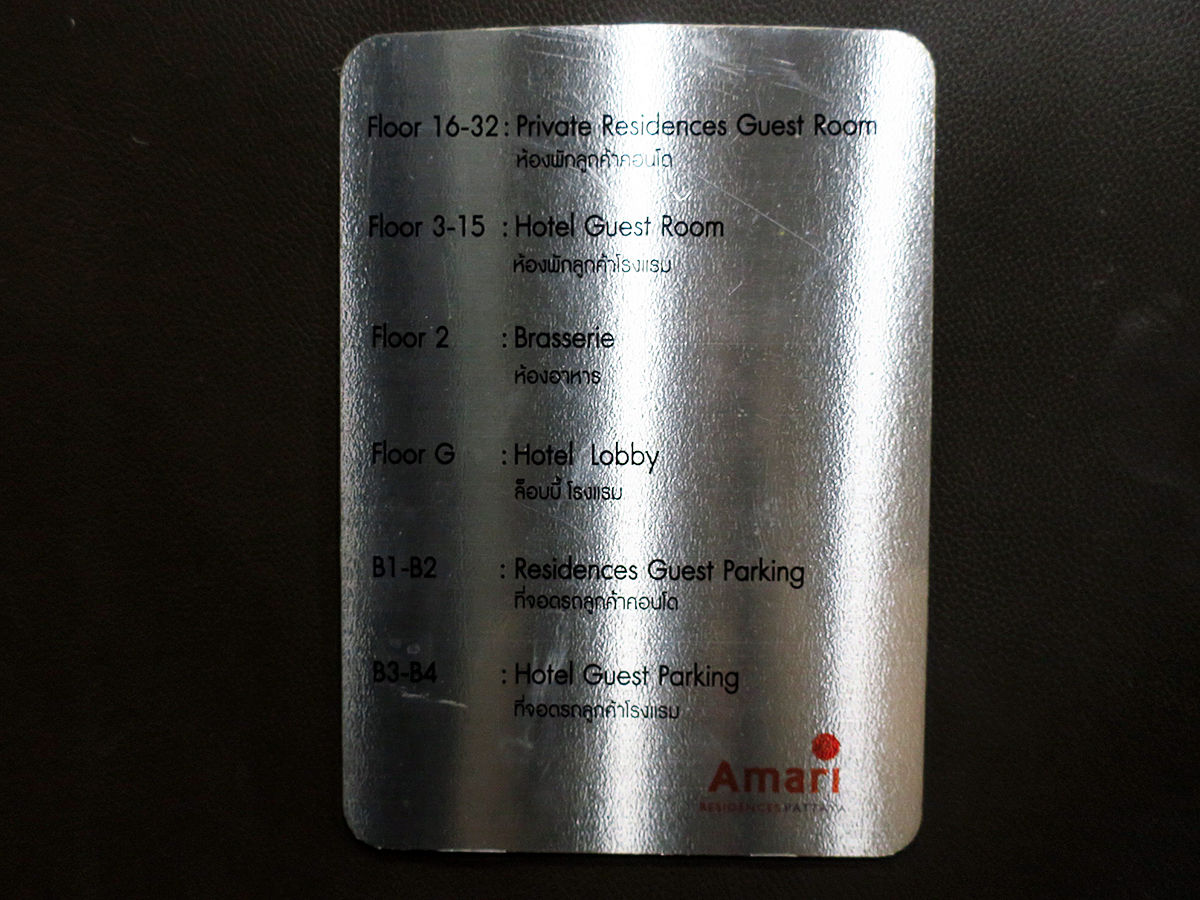 Floor 16-32 : Private Residences Guest Room
ห้องพักลูกค้าคอนโด
Floor 3-15 : Hotel Guest Room
ห้องพักลูกค้าโรงแรม
Floor 2 : Brasserie
ห้องอาหาร
Floor G : Hotel Lobby
ล็อบบี้ โรงแรม
B1-B2 : Residences Guest Parking
ที่จอดรถลูกค้าคอนโด
B3-B4 : Hotel Guest Parking
ที่จอดรถลูกค้าโรงแรม
Amari
RESIDENCES PATTAYA